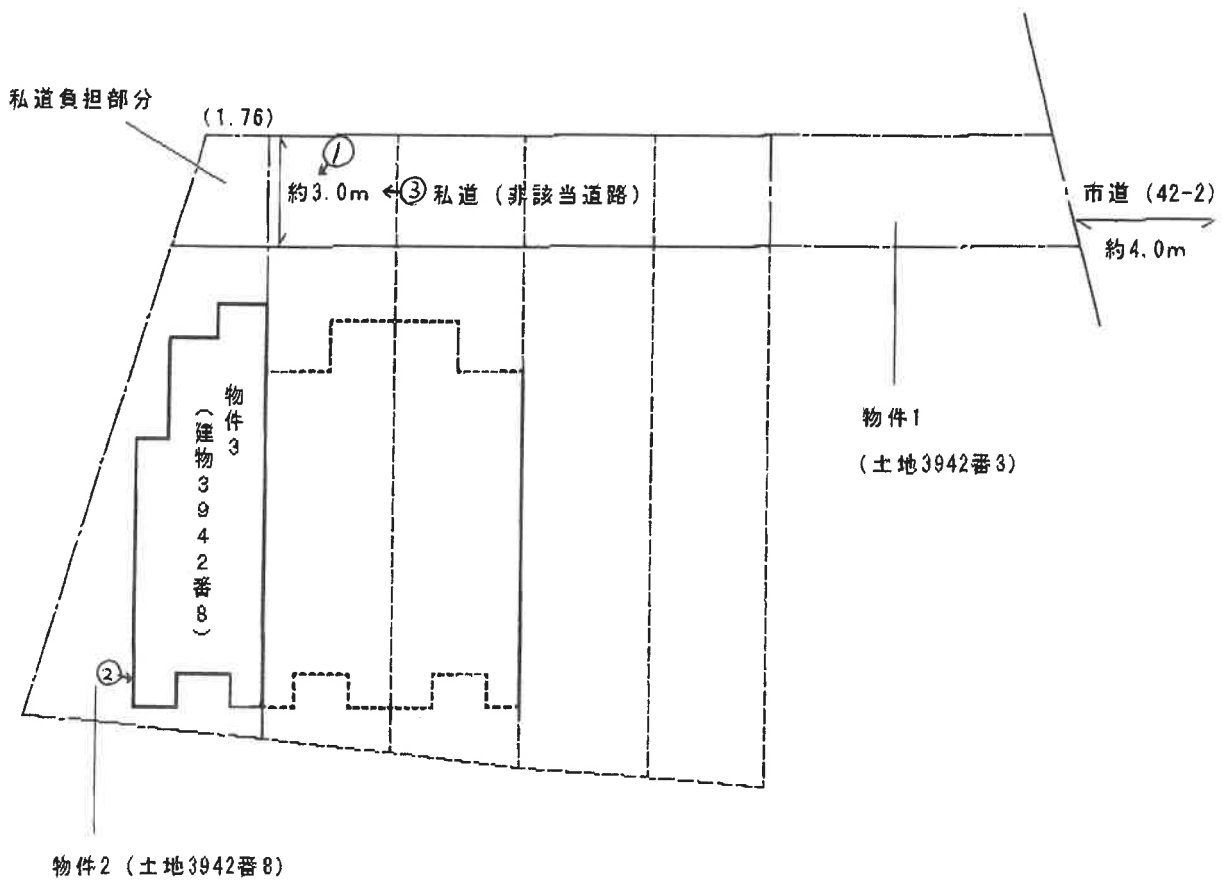 私道負担部分
(1.76)
①
約3.0m
③
私道（非該当道路）
市道（42-2）
約4.0m
物件1
（土地3942番3）
物件3
（建物3942番8）
②
物件2（土地3942番8）